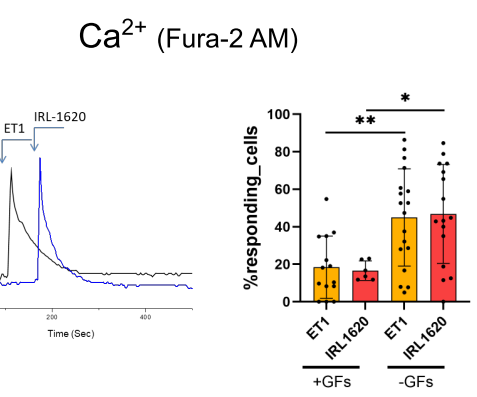 Ca2+ (Fura-2 AM)
ET1
IRL-1620
200
400
Time (Sec)
%responding_cells
100
80
60
40
20
0
**
*
ET1
IRL1620
ET1
IRL1620
+GFs
-GFs